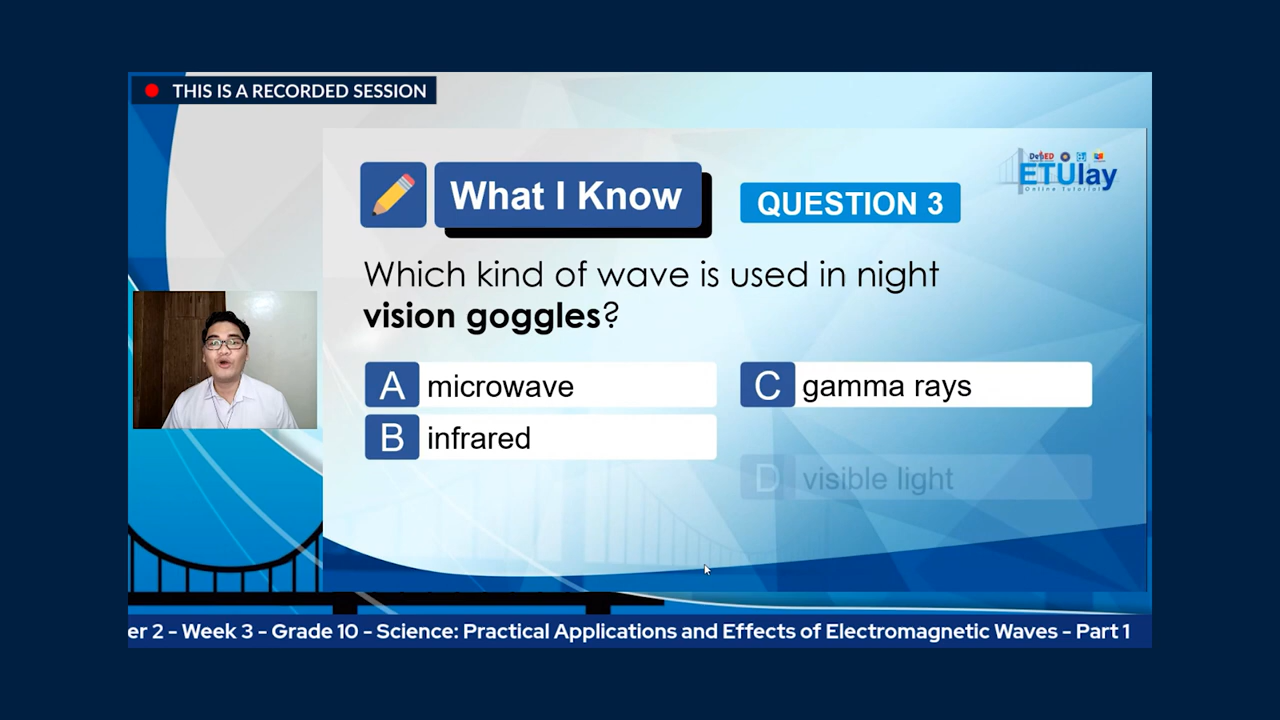 THIS IS A RECORDED SESSION
DepED
ETUlay
Online Tutorial
What I Know
QUESTION 3
Which kind of wave is used in night
vision goggles?
A microwave
B infrared
C gamma rays
D visible light
er 2 - Week 3 - Grade 10 - Science: Practical Applications and Effects of Electromagnetic Waves - Part 1